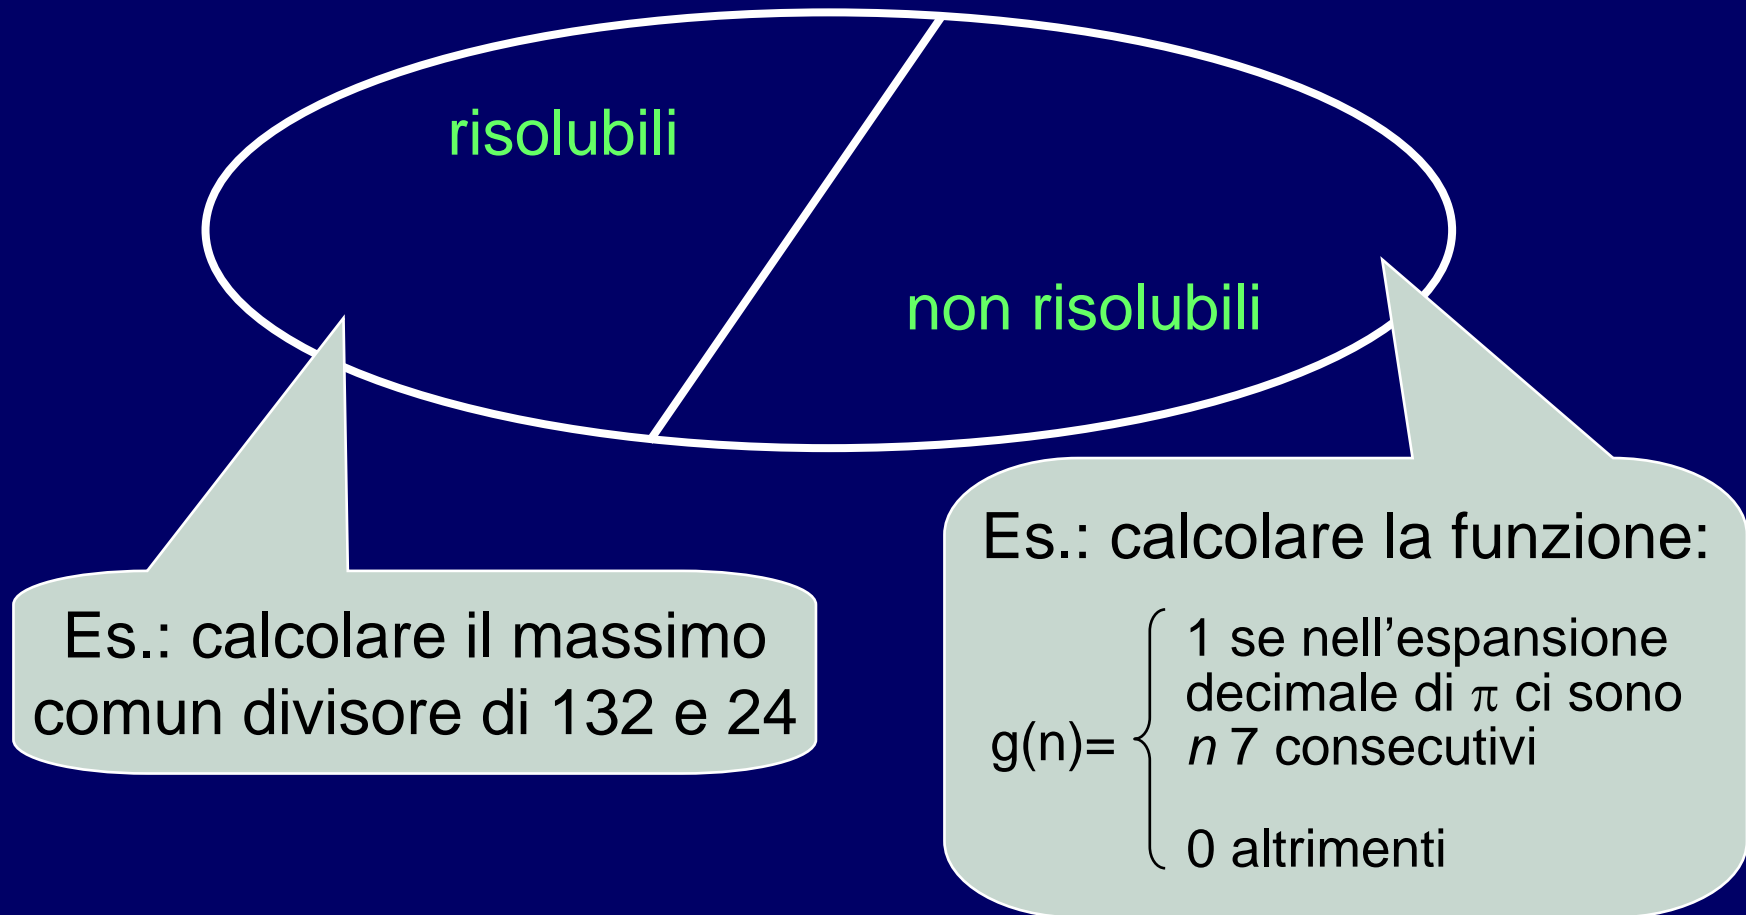 risolubili
non risolubili
Es.: calcolare il massimo
comun divisore di 132 e 24
Es.: calcolare la funzione:
g(n)=
1 se nell’espansione
decimale di π ci sono
n 7 consecutivi
0 altrimenti